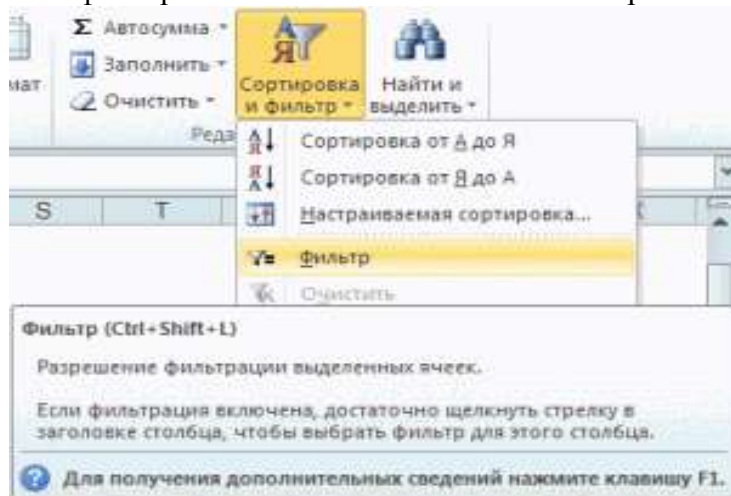 Σ Автосумма
Заполнить
Очистить
мат
Сортировка и фильтр
Найти и выделить
Реда
Сортировка от А до Я
Сортировка от Я до А
Настраиваемая сортировка...
S T
Фильтр
Очистить
Фильтр (Ctrl+Shift+L)
Разрешение фильтрации выделенных ячеек.
Если фильтрация включена, достаточно щелкнуть стрелку в
заголовке столбца, чтобы выбрать фильтр для этого столбца.
Для получения дополнительных сведений нажмите клавишу F1.